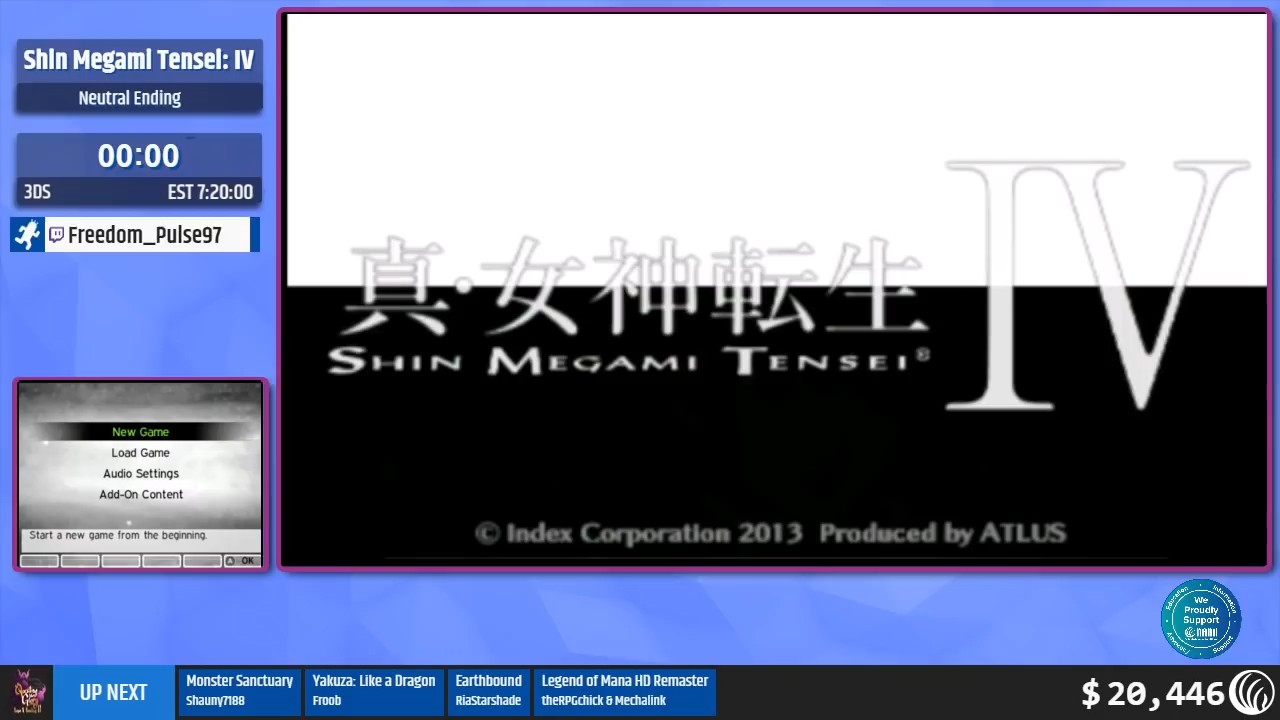 Shin Megami Tensei: IV
Neutral Ending
00:00
3DS
EST 7:20:00
Freedom_Pulse97
New Game
Load Game
Audio Settings
Add-On Content
Start a new game from the beginning.
OK
真・女神転生
IV
SHIN MEGAMI TENSEI®
© Index Corporation 2013 Produced by ATLUS
We
Proudly
Support
nami
UP NEXT
Monster Sanctuary
Shauny7188
Yakuza: Like a Dragon
Froob
Earthbound
RiaStarshade
Legend of Mana HD Remaster
theRPGchick & Mechalink
$ 20,446